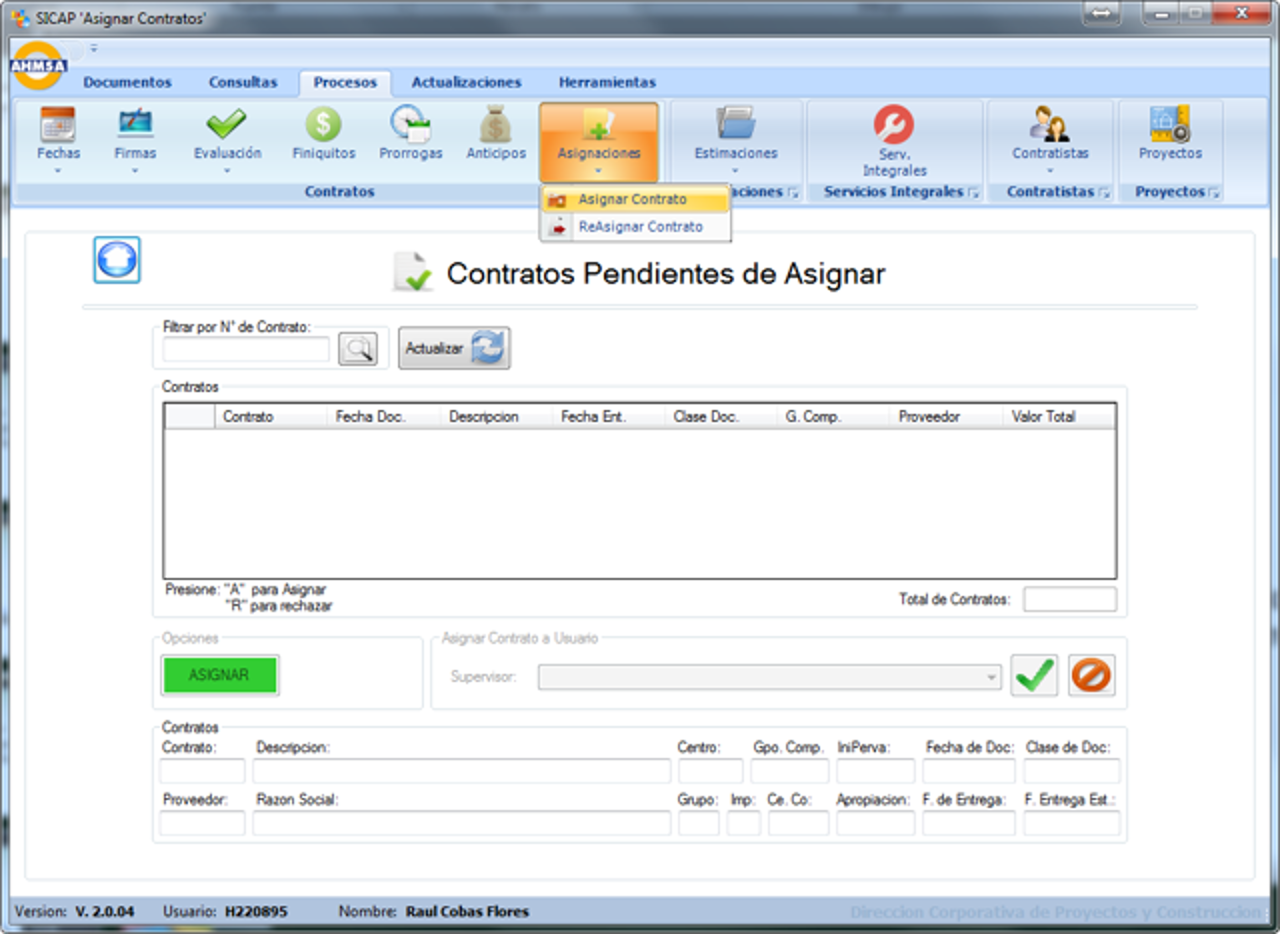 SICAP 'Asignar Contratos'
AHMSA
Documentos Consultas Procesos Actualizaciones Herramientas
Fechas Firmas Evaluación Finiquitos Prorrogas Anticipos Asignaciones Estimaciones Serv. Integrales Contratistas Proyectos
Contratos aciones Servicios Integrales Contratistas Proyectos
Asignar Contrato
ReAsignar Contrato
Contratos Pendientes de Asignar
Filtrar por N° de Contrato:
Actualizar
Contratos
Contrato Fecha Doc. Descripcion Fecha Ent. Clase Doc. G. Comp. Proveedor Valor Total
Presione: "A" para Asignar
"R" para rechazar
Total de Contratos:
Opciones
ASIGNAR
Asignar Contrato a Usuario
Supervisor:
Contratos
Contrato: Descripcion: Centro: Gpo. Comp. IniPerva: Fecha de Doc: Clase de Doc:
Proveedor: Razon Social: Grupo: Imp: Ce. Co: Apropiacion: F. de Entrega: F. Entrega Est.:
Version: V. 2.0.04 Usuario: H220895 Nombre: Raul Cobas Flores Direccion Corporativa de Proyectos y Construccion